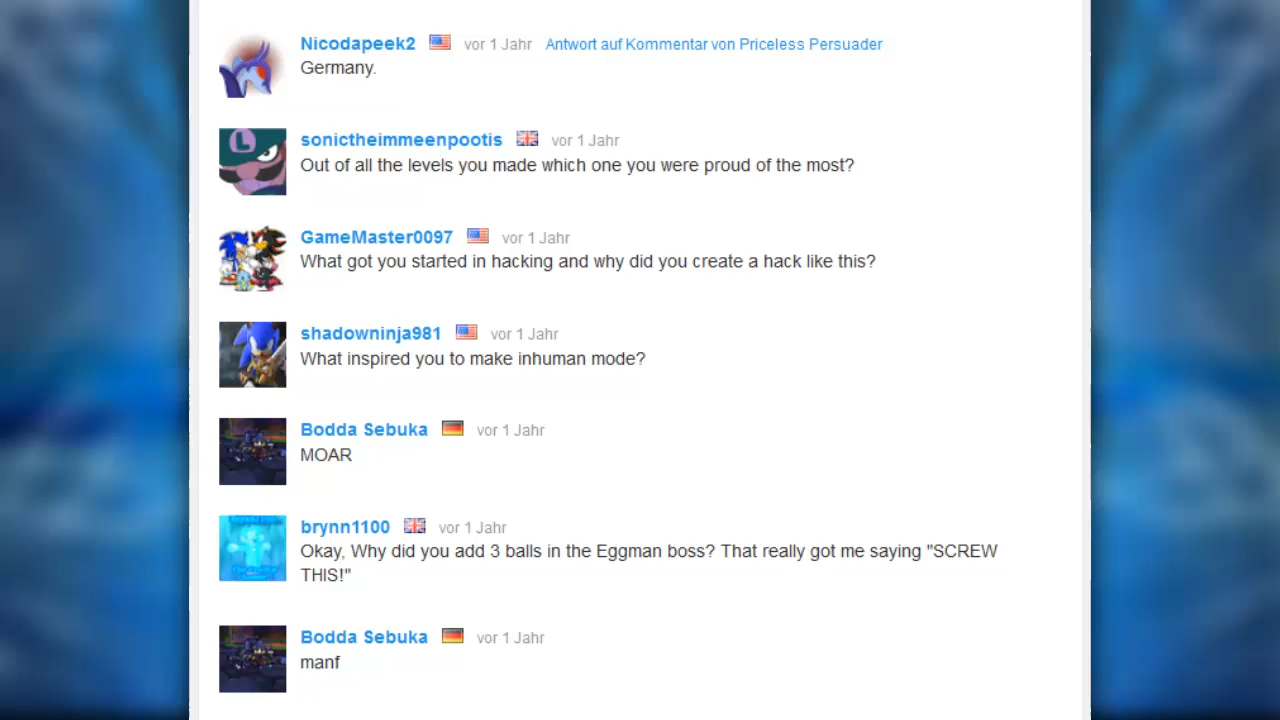 Nicodapeek2 vor 1 Jahr Antwort auf Kommentar von Priceless Persuader
Germany.
sonictheimmeenpootis vor 1 Jahr
Out of all the levels you made which one you were proud of the most?
L
GameMaster0097 vor 1 Jahr
What got you started in hacking and why did you create a hack like this?
shadowninja981 vor 1 Jahr
What inspired you to make inhuman mode?
Bodda Sebuka vor 1 Jahr
MOAR
brynn1100 vor 1 Jahr
Okay, Why did you add 3 balls in the Eggman boss? That really got me saying "SCREW
THIS!"
Bodda Sebuka vor 1 Jahr
manf